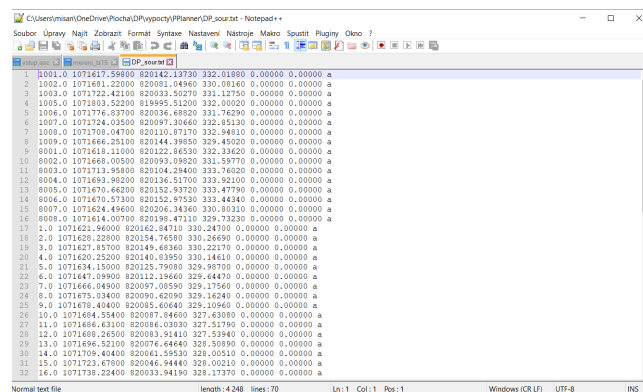 C:\Users\misan\OneDrive\Plocha\DP\vypocty\PPlanner\DP_sour.txt - Notepad++
Soubor Úpravy Najít Zobrazit Formát Syntaxe Nastavení Nástroje Makro Spustit Pluginy Okno ?
vstup.asc DP_sour.txt
1 1001.0 1071617.59800 820142.13730 332.01880 0.00000 0.00000 a
2 1002.0 1071681.22000 820081.04960 330.08160 0.00000 0.00000 a
3 1003.0 1071722.42100 820033.50270 331.12750 0.00000 0.00000 a
4 1005.0 1071803.52200 819995.51200 332.00020 0.00000 0.00000 a
5 1006.0 1071776.83700 820036.68820 331.76290 0.00000 0.00000 a
6 1007.0 1071724.03500 820097.30660 332.85130 0.00000 0.00000 a
7 1008.0 1071708.04700 820110.87170 332.94810 0.00000 0.00000 a
8 1009.0 1071666.25100 820144.39850 329.45020 0.00000 0.00000 a
9 8001.0 1071618.11000 820122.86530 332.33620 0.00000 0.00000 a
10 8002.0 1071668.00500 820093.09820 331.59770 0.00000 0.00000 a
11 8003.0 1071713.95800 820104.29400 333.76020 0.00000 0.00000 a
12 8004.0 1071693.98200 820136.51700 333.92100 0.00000 0.00000 a
13 8005.0 1071670.66200 820152.93720 333.47790 0.00000 0.00000 a
14 8006.0 1071670.57300 820152.97530 333.44340 0.00000 0.00000 a
15 8007.0 1071624.49600 820206.34360 330.80310 0.00000 0.00000 a
16 8008.0 1071614.00700 820198.47110 329.73230 0.00000 0.00000 a
17 1.0 1071621.96000 820162.84710 330.24700 0.00000 0.00000 a
18 2.0 1071628.22800 820154.76580 330.26690 0.00000 0.00000 a
19 3.0 1071627.85700 820149.68360 330.22170 0.00000 0.00000 a
20 4.0 1071620.25200 820140.83950 330.14610 0.00000 0.00000 a
21 5.0 1071634.15000 820125.79080 329.98700 0.00000 0.00000 a
22 6.0 1071647.09900 820112.19660 329.64470 0.00000 0.00000 a
23 7.0 1071666.04900 820097.08590 329.17560 0.00000 0.00000 a
24 8.0 1071675.03400 820090.62090 329.16240 0.00000 0.00000 a
25 9.0 1071678.40400 820085.60640 329.10960 0.00000 0.00000 a
26 10.0 1071684.55400 820087.84600 327.63080 0.00000 0.00000 a
27 11.0 1071686.63100 820086.03030 327.51790 0.00000 0.00000 a
28 12.0 1071688.26500 820083.91410 327.53940 0.00000 0.00000 a
29 13.0 1071696.52100 820076.64640 328.50890 0.00000 0.00000 a
30 14.0 1071709.40400 820061.59530 328.00510 0.00000 0.00000 a
31 15.0 1071723.67800 820046.94440 328.00210 0.00000 0.00000 a
32 16.0 1071738.22400 820033.94190 328.17370 0.00000 0.00000 a
Normal text file length : 4 248 lines : 70 Ln : 1 Col : 1 Pos : 1 Windows (CR LF) UTF-8 INS